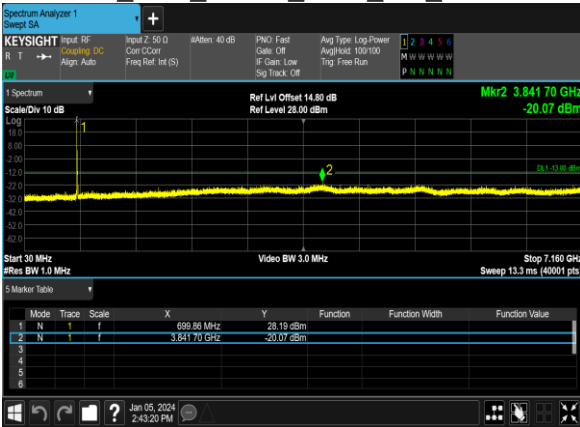 Spectrum Analyzer 1
Swept SA
+
KEYSIGHT Input: RF Input Z: 50 Ω #Atten: 40 dB PNO: Fast Avg Type: Log-Power 1 2 3 4 5 6
R T Coupling: DC Corr CCorr Gate: Off Avg|Hold: 100/100 M W W W W W
Align: Auto Freq Ref: Int (S) IF Gain: Low Trig: Free Run
LXI Sig Track: Off P N N N N N
1 Spectrum Ref Lvl Offset 14.80 dB Mkr2 3.841 70 GHz
Scale/Div 10 dB Ref Level 28.00 dBm -20.07 dBm
Log
18.0
8.00
-2.00
-12.0
-22.0
-32.0
-42.0
-52.0
-62.0
1
2
DL1 -13.00 dBm
Start 30 MHz Video BW 3.0 MHz Stop 7.160 GHz
#Res BW 1.0 MHz Sweep 13.3 ms (40001 pts
5 Marker Table
Mode Trace Scale X Y Function Function Width Function Value
1 N 1 f 699.86 MHz 28.19 dBm
2 N 1 f 3.841 70 GHz -20.07 dBm
3
4
5
6
? Jan 05, 2024
2:43:20 PM